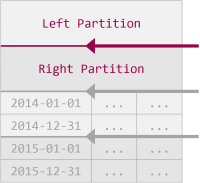 Left Partition
Right Partition
2014-01-01 ... ...
2014-12-31 ... ...
2015-01-01 ... ...
2015-12-31 ... ...